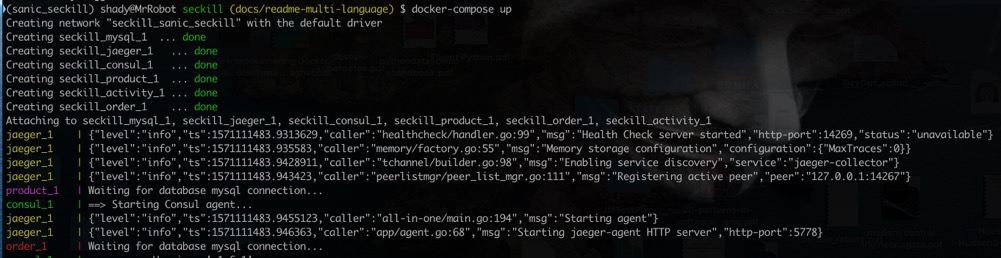 (sanic_seckill) shady@MrRobot seckill (docs/readme-multi-language) $ docker-compose up
Creating network "seckill_sanic_seckill" with the default driver
Creating seckill_mysql_1 ... done
Creating seckill_jaeger_1 ... done
Creating seckill_consul_1 ... done
Creating seckill_product_1 ... done
Creating seckill_activity_1 ... done
Creating seckill_order_1 ... done
Attaching to seckill_mysql_1, seckill_jaeger_1, seckill_consul_1, seckill_product_1, seckill_order_1, seckill_activity_1
jaeger_1 | {"level":"info","ts":1571111483.9313629,"caller":"healthcheck/handler.go:99","msg":"Health Check server started","http-port":14269,"status":"unavailable"}
jaeger_1 | {"level":"info","ts":1571111483.935583,"caller":"memory/factory.go:55","msg":"Memory storage configuration","configuration":{"MaxTraces":0}}
jaeger_1 | {"level":"info","ts":1571111483.9428911,"caller":"tchannel/builder.go:98","msg":"Enabling service discovery","service":"jaeger-collector"}
jaeger_1 | {"level":"info","ts":1571111483.943423,"caller":"peerlistmgr/peer_list_mgr.go:111","msg":"Registering active peer","peer":"127.0.0.1:14267"}
product_1 | Waiting for database mysql connection...
consul_1 | ==> Starting Consul agent...
jaeger_1 | {"level":"info","ts":1571111483.9455123,"caller":"all-in-one/main.go:194","msg":"Starting agent"}
jaeger_1 | {"level":"info","ts":1571111483.946363,"caller":"app/agent.go:68","msg":"Starting jaeger-agent HTTP server","http-port":5778}
order_1 | Waiting for database mysql connection...